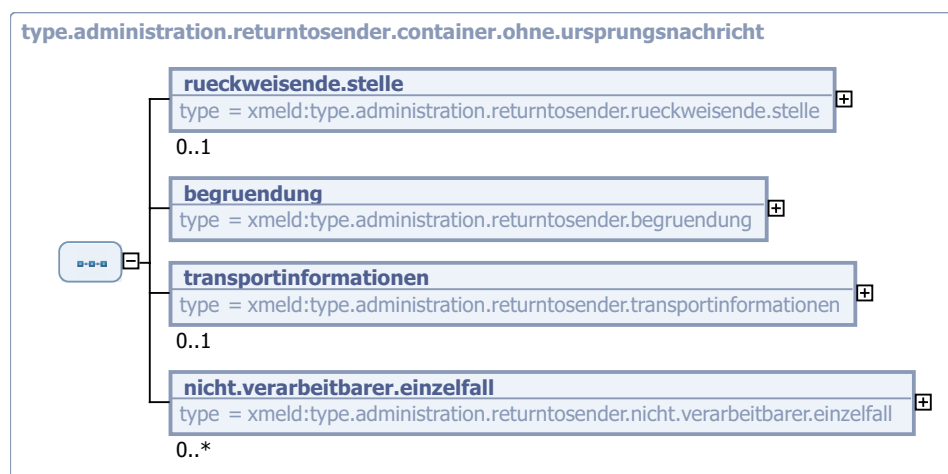 type.administration.returntosender.container.ohne.ursprungsnachricht
rueckweisende.stelle
type = xmeld:type.administration.returntosender.rueckweisende.stelle
0..1
begruendung
type = xmeld:type.administration.returntosender.begruendung
transportinformationen
type = xmeld:type.administration.returntosender.transportinformationen
0..1
nicht.verarbeitbarer.einzelfall
type = xmeld:type.administration.returntosender.nicht.verarbeitbarer.einzelfall
0..*